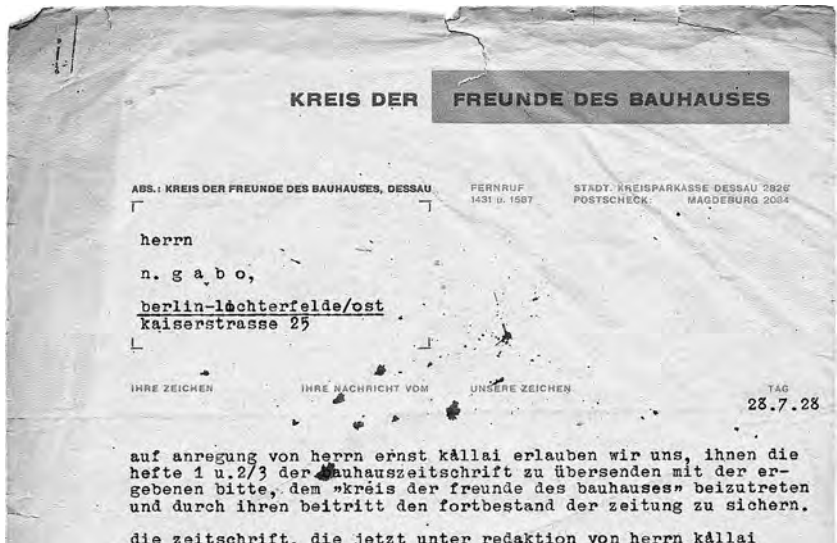 KREIS DER FREUNDE DES BAUHAUSES
ABS.: KREIS DER FREUNDE DES BAUHAUSES, DESSAU
FERNRUF
1431 u. 1587
STÄDT. KREISPARKASSE DESSAU 2826
POSTSCHECK: MAGDEBURG 2034
herrn
n. g a b o,
berlin-lichterfelde/ost
kaiserstrasse 25
IHRE ZEICHEN IHRE NACHRICHT VOM UNSERE ZEICHEN TAG
28.7.28
auf anregung von herrn ernst kållai erlauben wir uns, ihnen die
hefte 1 u.2/3 der bauhauszeitschrift zu übersenden mit der er-
gebenen bitte, dem "kreis der freunde des bauhauses" beizutreten
und durch ihren beitritt den fortbestand der zeitung zu sichern.
die zeitschrift, die jetzt unter redaktion von herrn kållai